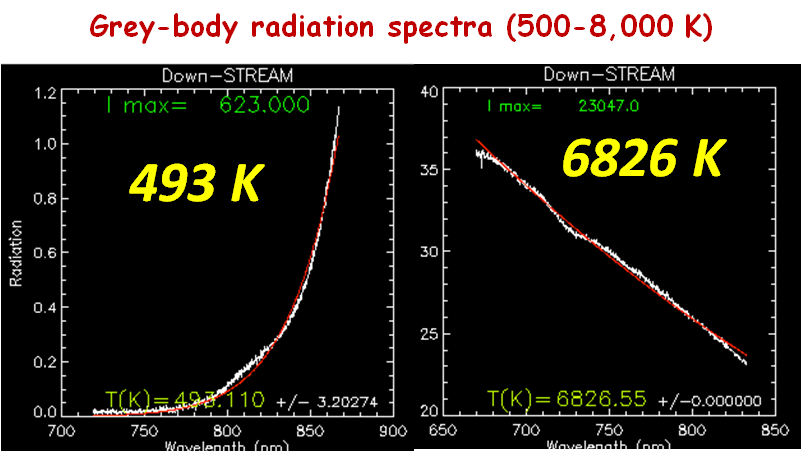 Grey-body radiation spectra (500-8,000 K)
Down-STREAM
I max= 623.000
493 K
Radiation
1.2
1.0
0.8
0.6
0.4
0.2
0.0
T(K)=493.110 +/- 3.20274
700 750 800 850 900
Wavelength (nm)
Down-STREAM
I max= 23047.0
6826 K
40
35
30
25
20
T(K)=6826.55 +/-0.000000
650 700 750 800 850
Wavelength (nm)